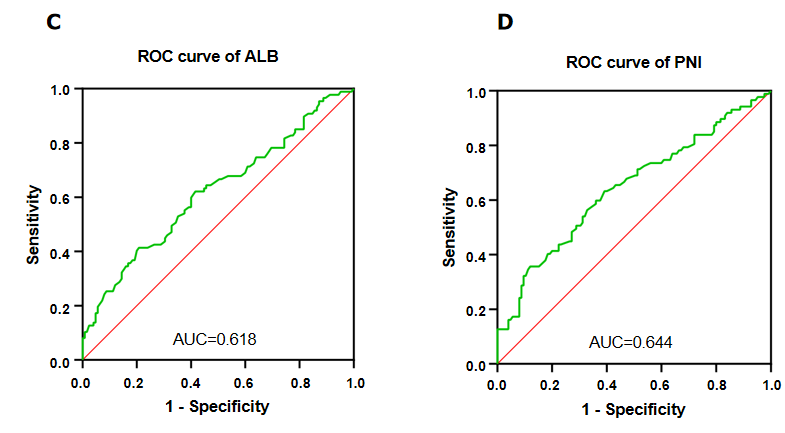 C
ROC curve of ALB
1.0
0.8
0.6
0.4
0.2
0.0
Sensitivity
AUC=0.618
0.0 0.2 0.4 0.6 0.8 1.0
1 - Specificity
D
ROC curve of PNI
1.0
0.8
0.6
0.4
0.2
0.0
Sensitivity
AUC=0.644
0.0 0.2 0.4 0.6 0.8 1.0
1 - Specificity